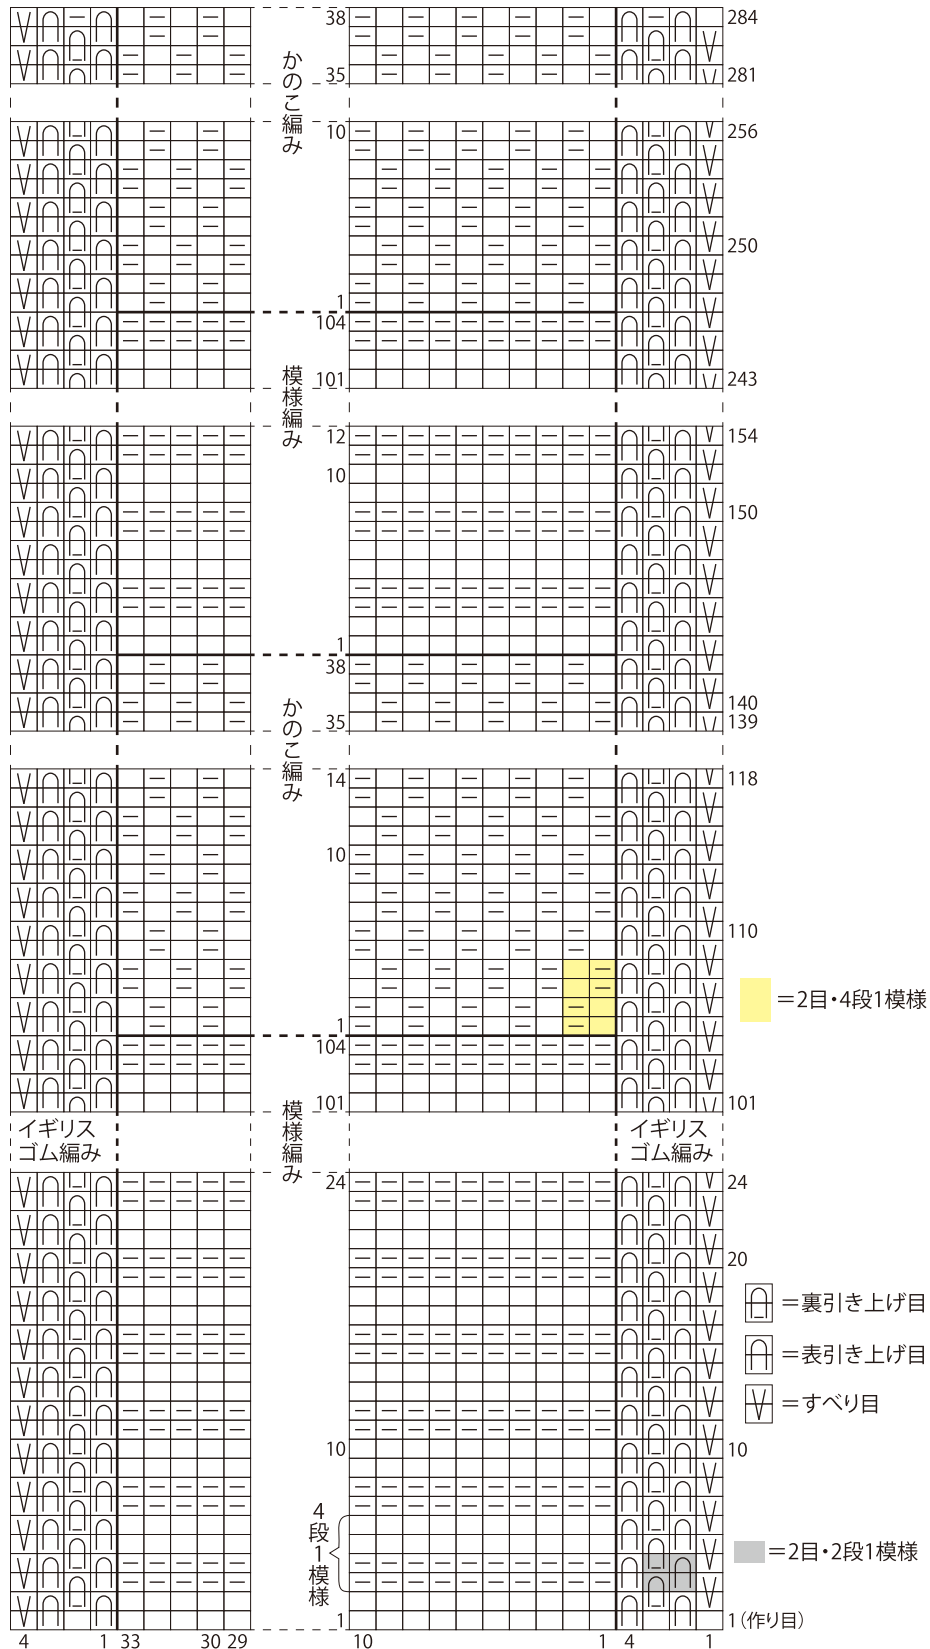 38
284
かのこ編み
35
281
10
256
250
1
104
模様編み
101
243
12
154
10
150
1
38
かのこ編み
140
35
139
14
118
10
110
=2目・4段1模様
1
104
模様編み
101
101
イギリス
ゴム編み
イギリス
ゴム編み
24
24
20
=裏引き上げ目
=表引き上げ目
=すべり目
10
10
4段1模様
=2目・2段1模様
1
1(作り目)
4 1 33 30 29 10 1 4 1